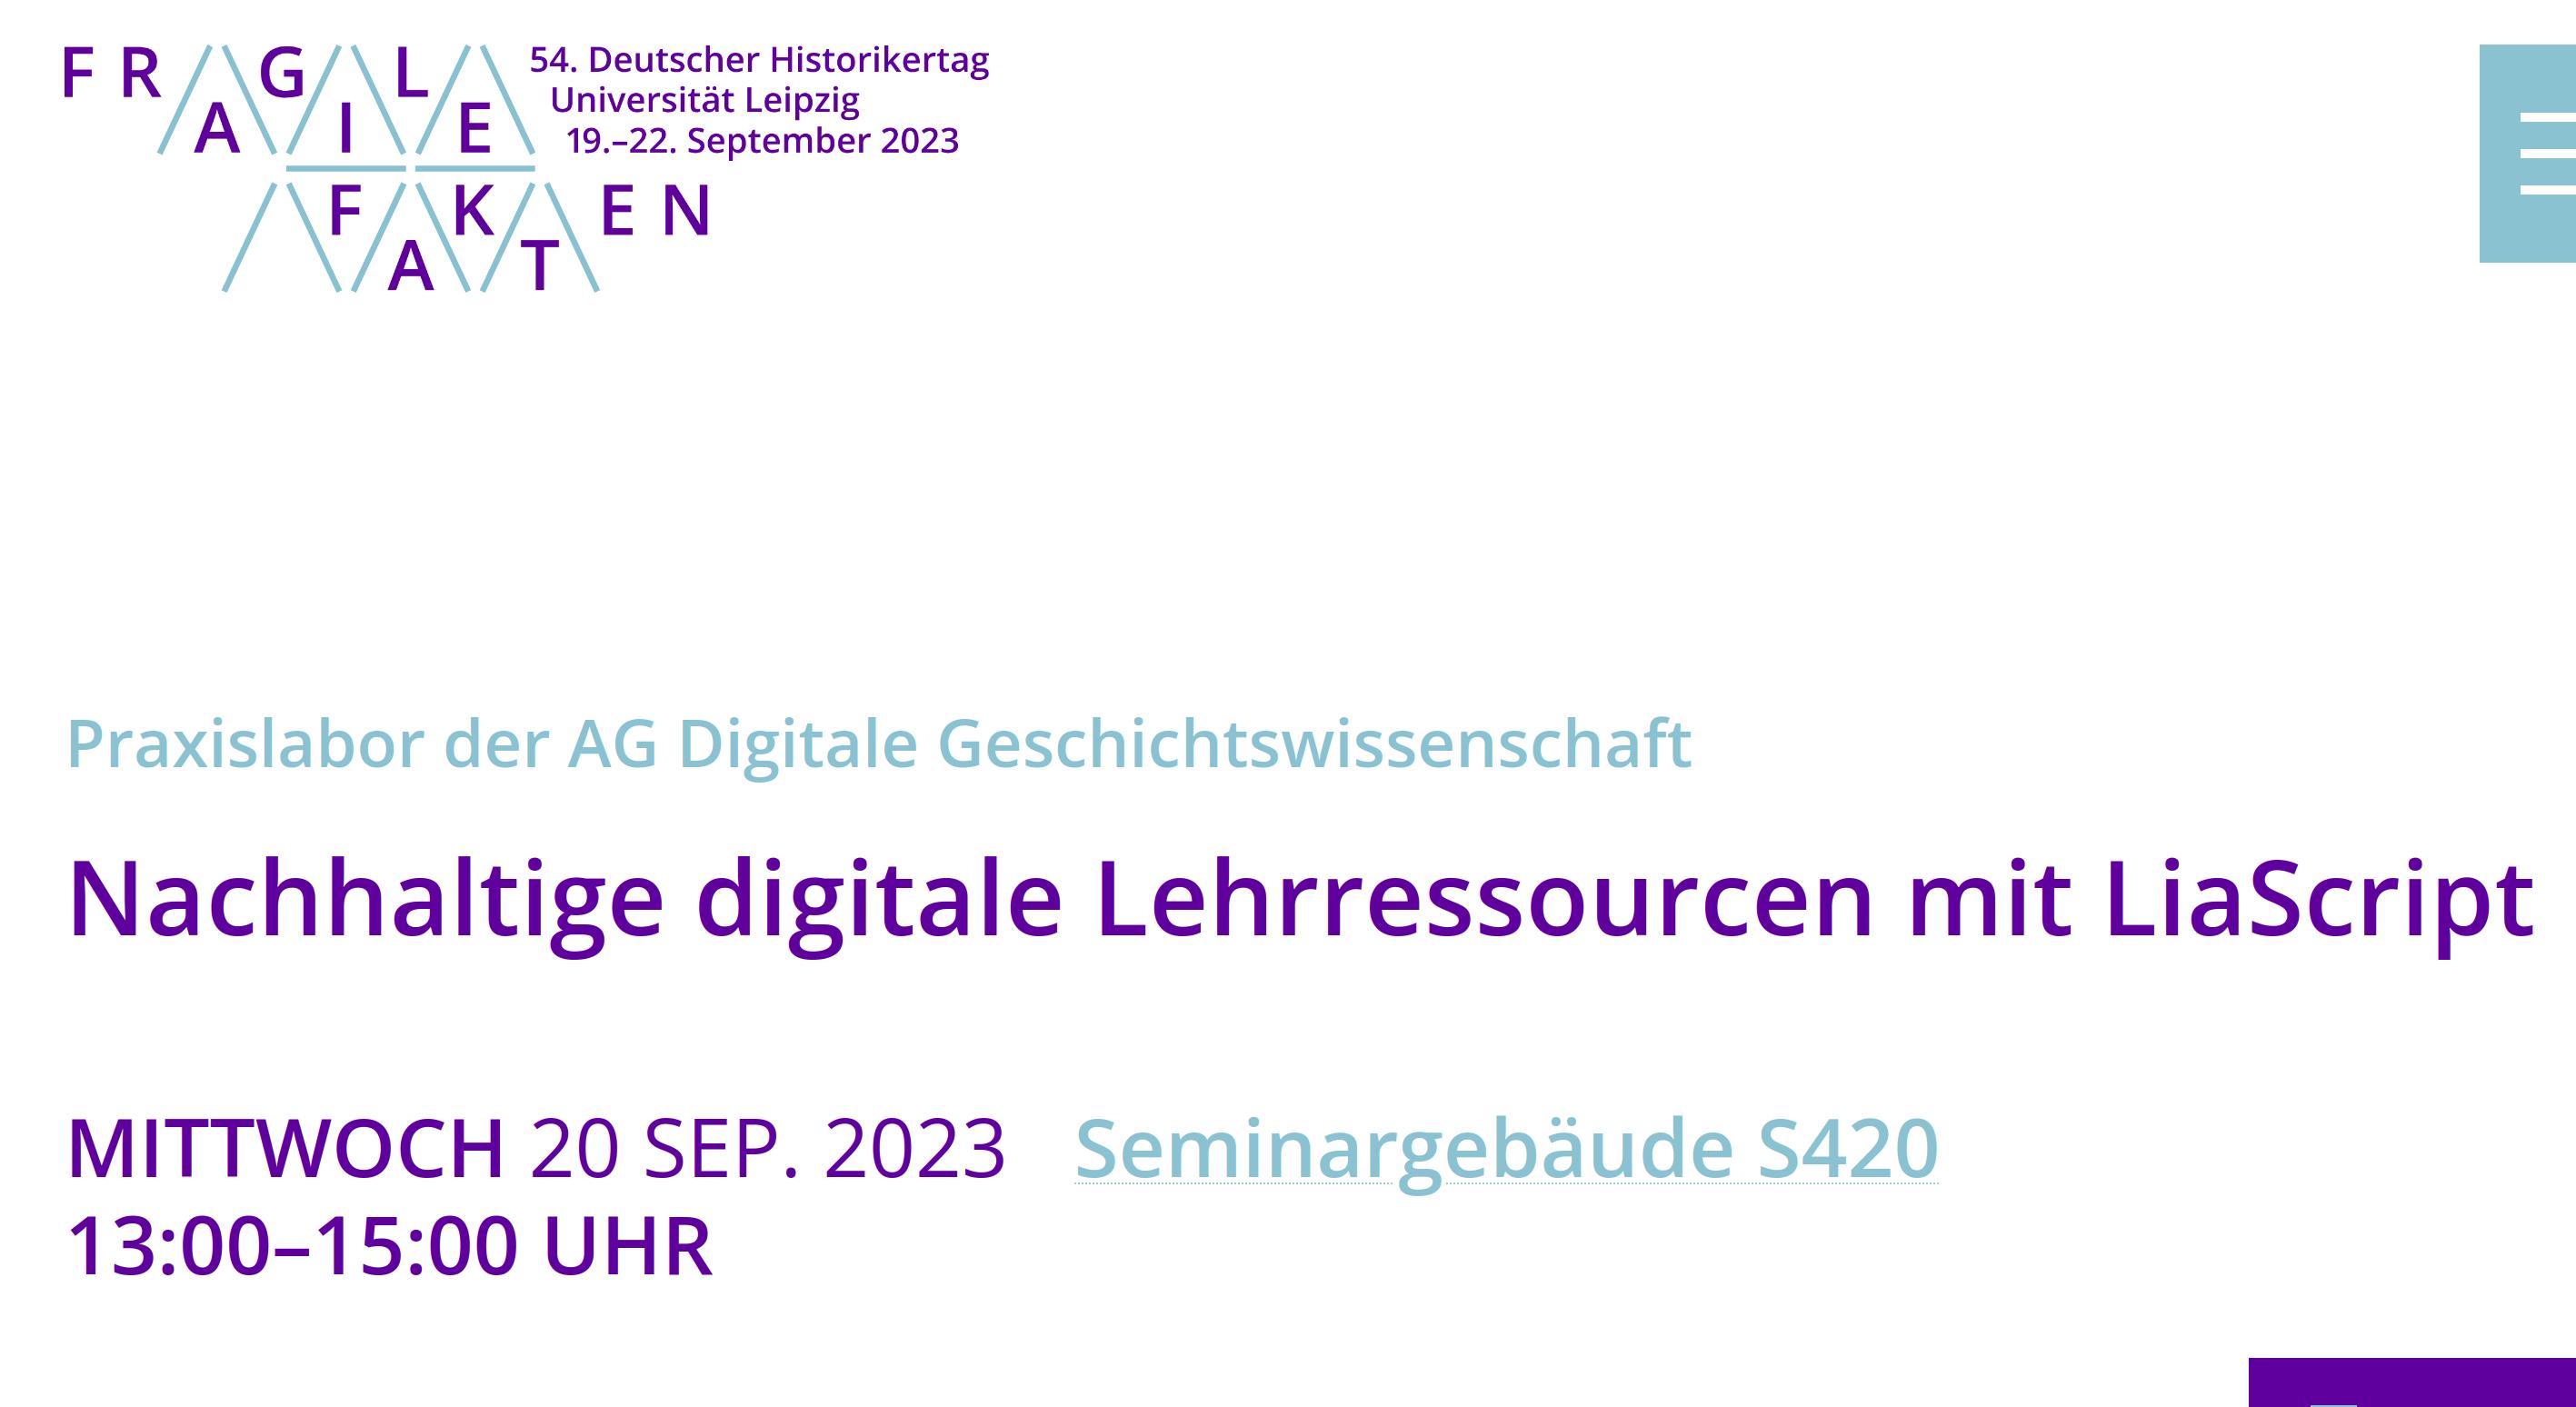 FRAGILE
FAKTEN
54. Deutscher Historikertag
Universität Leipzig
19.–22. September 2023
Praxislabor der AG Digitale Geschichtswissenschaft
Nachhaltige digitale Lehrressourcen mit LiaScript
MITTWOCH 20 SEP. 2023 Seminargebäude S420
13:00–15:00 UHR